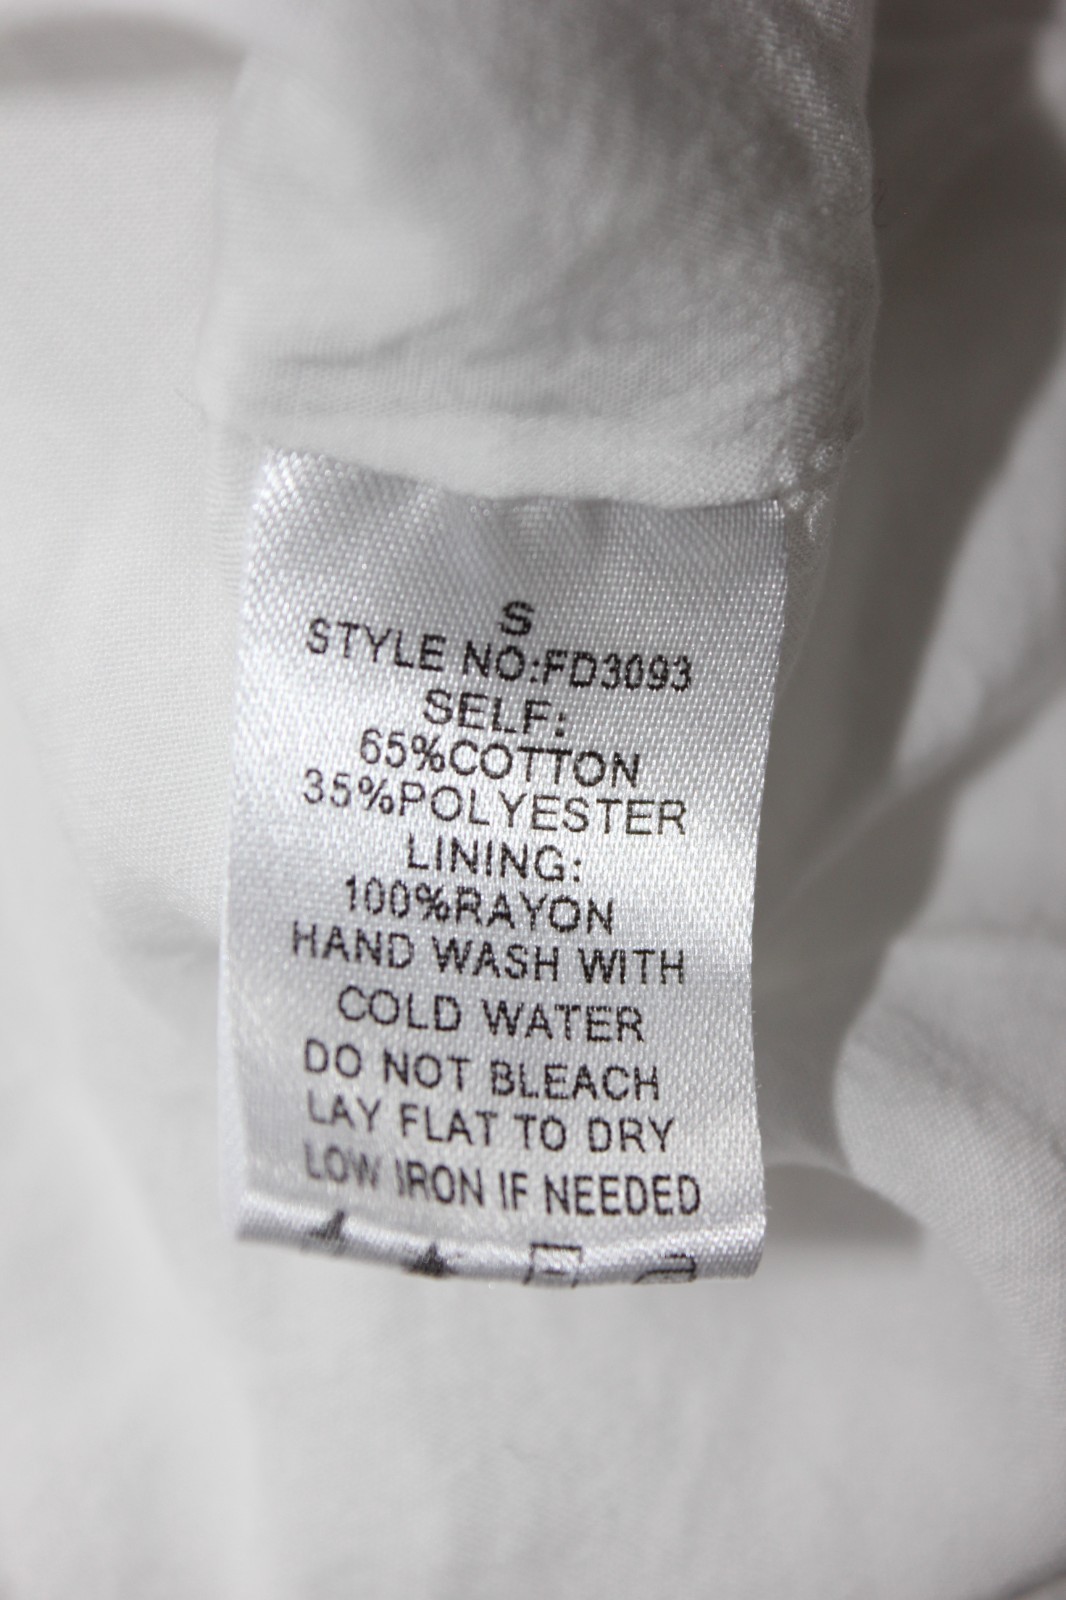 S
STYLE NO:FD3093
SELF:
65%COTTON
35%POLYESTER
LINING:
100%RAYON
HAND WASH WITH
COLD WATER
DO NOT BLEACH
LAY FLAT TO DRY
LOW IRON IF NEEDED